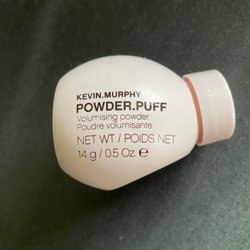 KEVIN.MURPHY
POWDER.PUFF
Volumising powder
Poudre volumisante
NET WT / POIDS NET
14 g / 0.5 Oz ℮